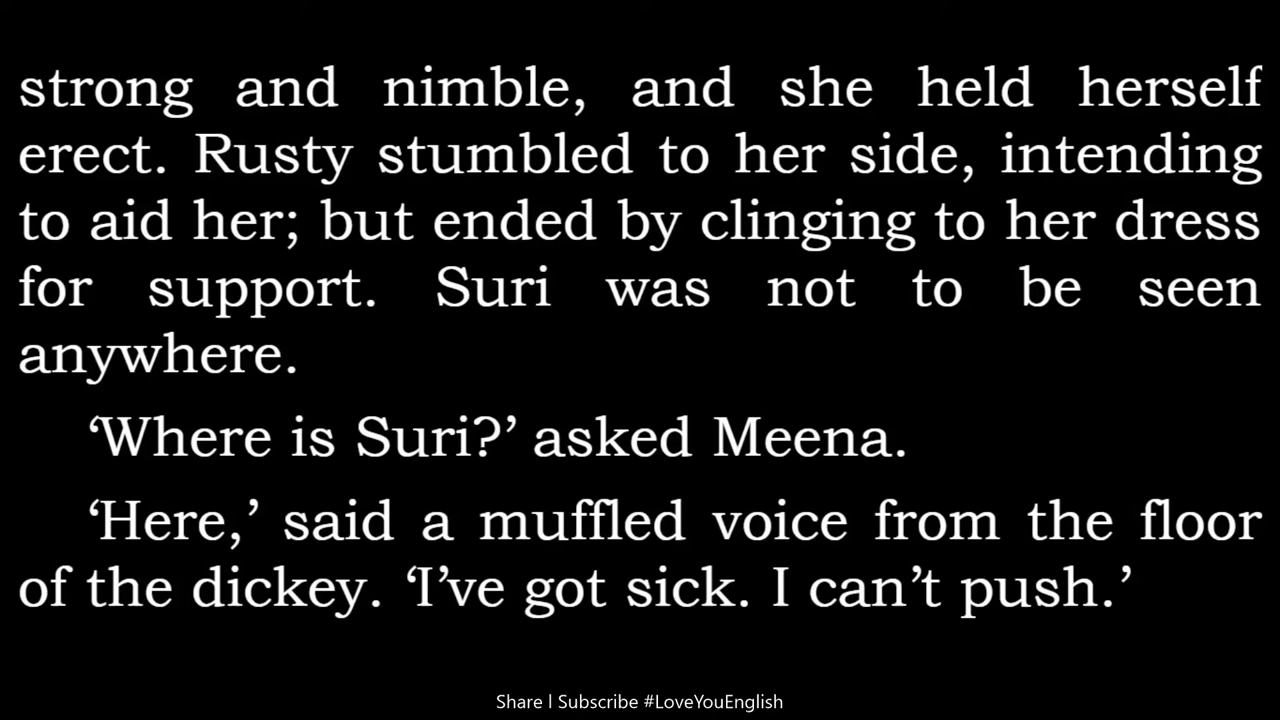 strong and nimble, and she held herself
erect. Rusty stumbled to her side, intending
to aid her; but ended by clinging to her dress
for support. Suri was not to be seen
anywhere.
‘Where is Suri?’ asked Meena.
‘Here,’ said a muffled voice from the floor
of the dickey. ‘I’ve got sick. I can’t push.’
Share | Subscribe #LoveYouEnglish